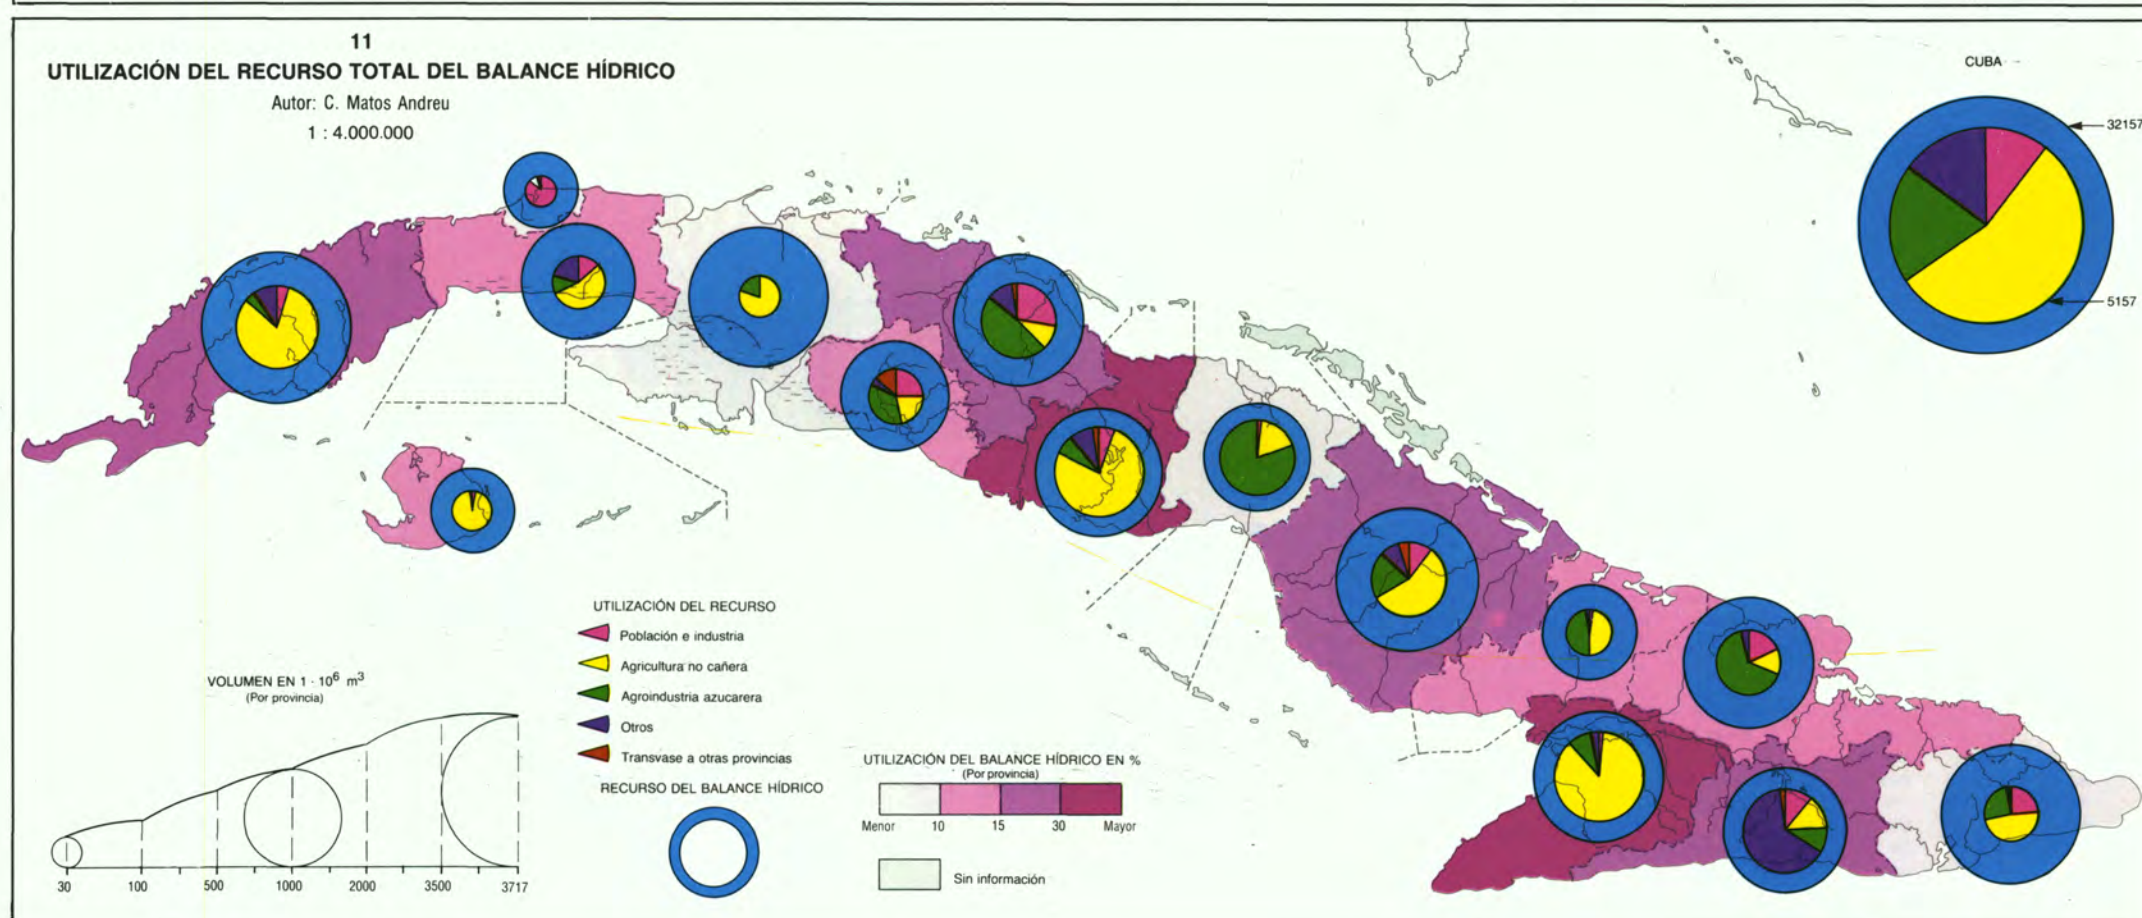 11
UTILIZACIÓN DEL RECURSO TOTAL DEL BALANCE HÍDRICO
Autor: C. Matos Andreu
1 : 4.000.000
CUBA
32157
5157
UTILIZACIÓN DEL RECURSO
Población e industria
Agricultura no cañera
Agroindustria azucarera
Otros
Transvase a otras provincias
RECURSO DEL BALANCE HÍDRICO
VOLUMEN EN 1 · 10⁶ m³
(Por provincia)
30 100 500 1000 2000 3500 3717
UTILIZACIÓN DEL BALANCE HÍDRICO EN %
(Por provincia)
Menor 10 15 30 Mayor
Sin información